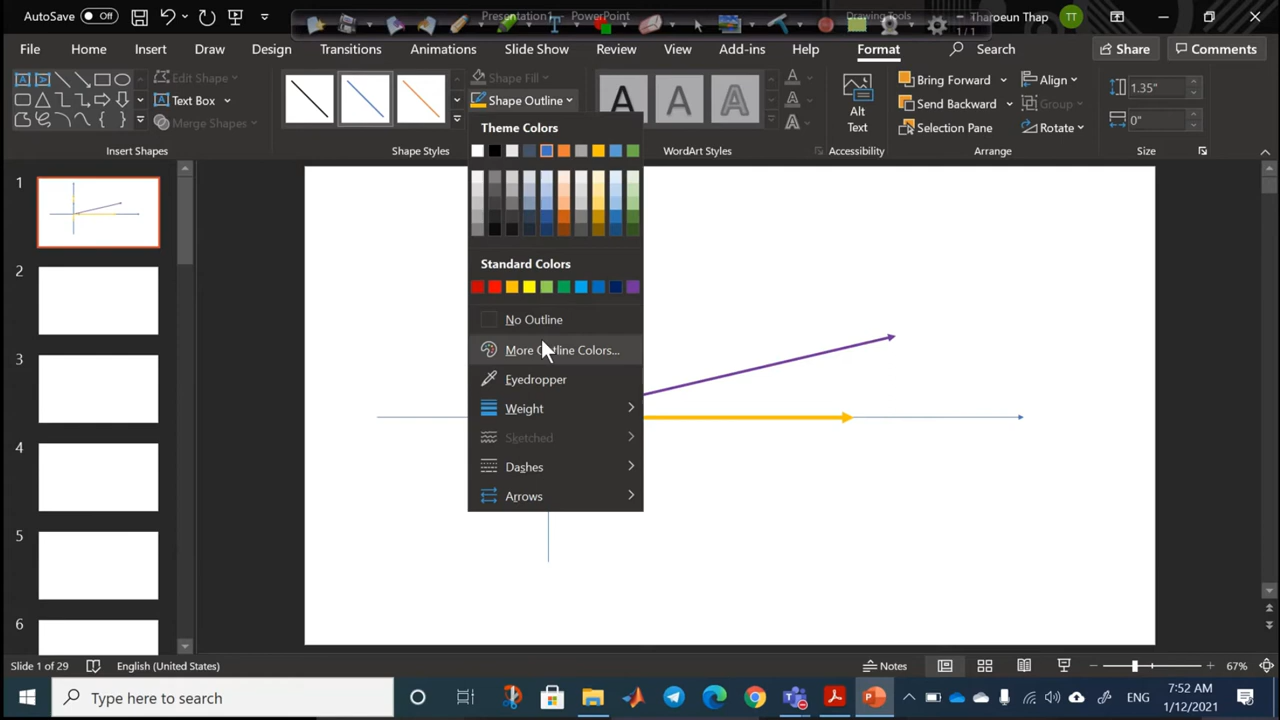 AutoSave Off
Presentation1 - PowerPoint
Drawing Tools
1/1
Tharoeun Thap TT
File Home Insert Draw Design Transitions Animations Slide Show Review View Add-ins Help Format Search Share Comments
Edit Shape
Text Box
Merge Shapes
Insert Shapes
Shape Fill
Shape Outline
Shape Styles
A A A
WordArt Styles
Alt
Text
Accessibility
Bring Forward
Send Backward
Selection Pane
Align
Group
Rotate
Arrange
1.35"
0"
Size
Theme Colors
Standard Colors
No Outline
More Outline Colors...
Eyedropper
Weight
Sketched
Dashes
Arrows
1
2
3
4
5
6
Slide 1 of 29
English (United States)
Notes
67%
Type here to search
ENG
7:52 AM
1/12/2021